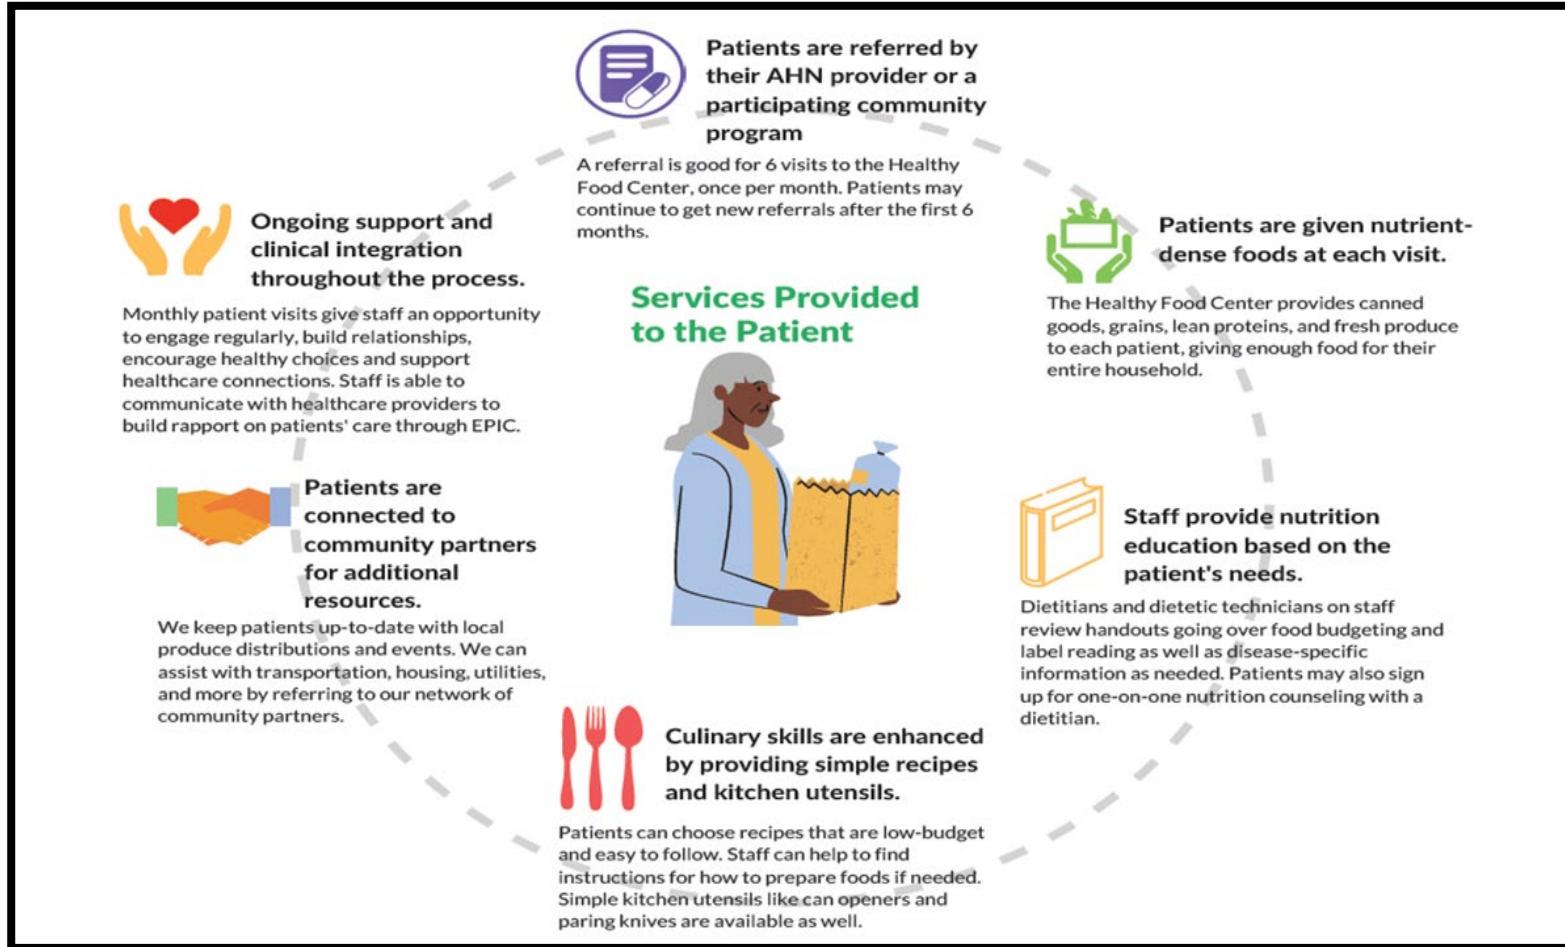 Patients are referred by
their AHN provider or a
participating community
program
A referral is good for 6 visits to the Healthy
Food Center, once per month. Patients may
continue to get new referrals after the first 6
months.
Patients are given nutrient-
dense foods at each visit.
The Healthy Food Center provides canned
goods, grains, lean proteins, and fresh produce
to each patient, giving enough food for their
entire household.
Staff provide nutrition
education based on the
patient's needs.
Dietitians and dietetic technicians on staff
review handouts going over food budgeting and
label reading as well as disease-specific
information as needed. Patients may also sign
up for one-on-one nutrition counseling with a
dietitian.
Culinary skills are enhanced
by providing simple recipes
and kitchen utensils.
Patients can choose recipes that are low-budget
and easy to follow. Staff can help to find
instructions for how to prepare foods if needed.
Simple kitchen utensils like can openers and
paring knives are available as well.
Patients are
connected to
community partners
for additional
resources.
We keep patients up-to-date with local
produce distributions and events. We can
assist with transportation, housing, utilities,
and more by referring to our network of
community partners.
Ongoing support and
clinical integration
throughout the process.
Monthly patient visits give staff an opportunity
to engage regularly, build relationships,
encourage healthy choices and support
healthcare connections. Staff is able to
communicate with healthcare providers to
build rapport on patients' care through EPIC.
Services Provided
to the Patient